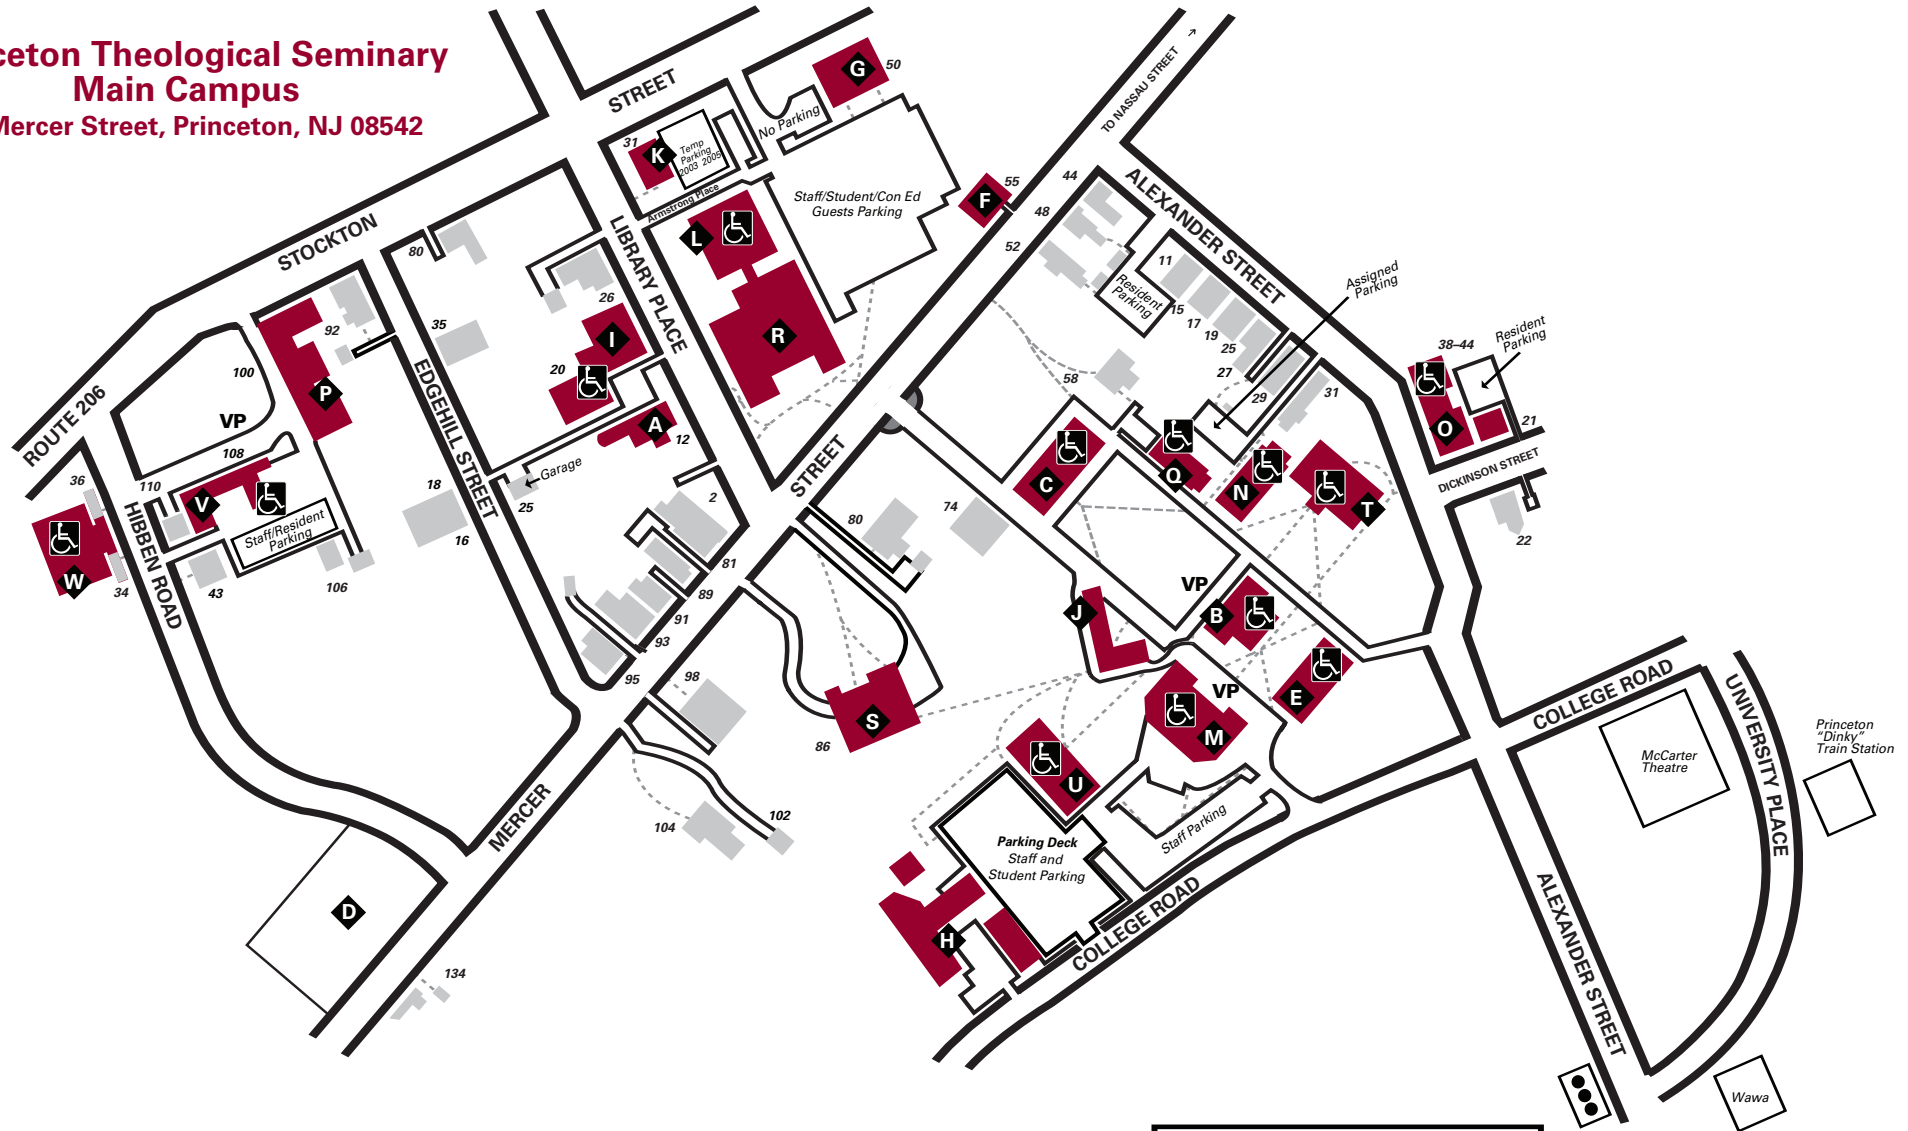 ceton Theological Seminary
Main Campus
Mercer Street, Princeton, NJ 08542
STREET
STOCKTON
ROUTE 206
G
50
No Parking
31
K
Temp
Parking
2003 2005
Armstrong Place
Staff/Student/Con Ed
Guests Parking
L
R
F
55
44
48
52
TO NASSAU STREET →
ALEXANDER STREET
LIBRARY PLACE
80
35
26
I
20
A
12
Garage
25
2
92
100
P
VP
108
110
V
Staff/Resident
Parking
EDGEHILL STREET
18
16
36
W
34
HIBBEN ROAD
43
106
81
89
91
93
95
98
STREET
80
74
MERCER
104
102
S
86
D
134
11
15
17
19
25
27
29
31
Resident
Parking
Assigned
Parking
58
C
Q
N
T
38–44
Resident
Parking
O
21
DICKINSON STREET
22
VP
J
B
E
VP
M
U
Parking Deck
Staff and
Student Parking
Staff Parking
H
COLLEGE ROAD
COLLEGE ROAD
McCarter
Theatre
UNIVERSITY PLACE
Princeton
“Dinky”
Train Station
ALEXANDER STREET
Wawa